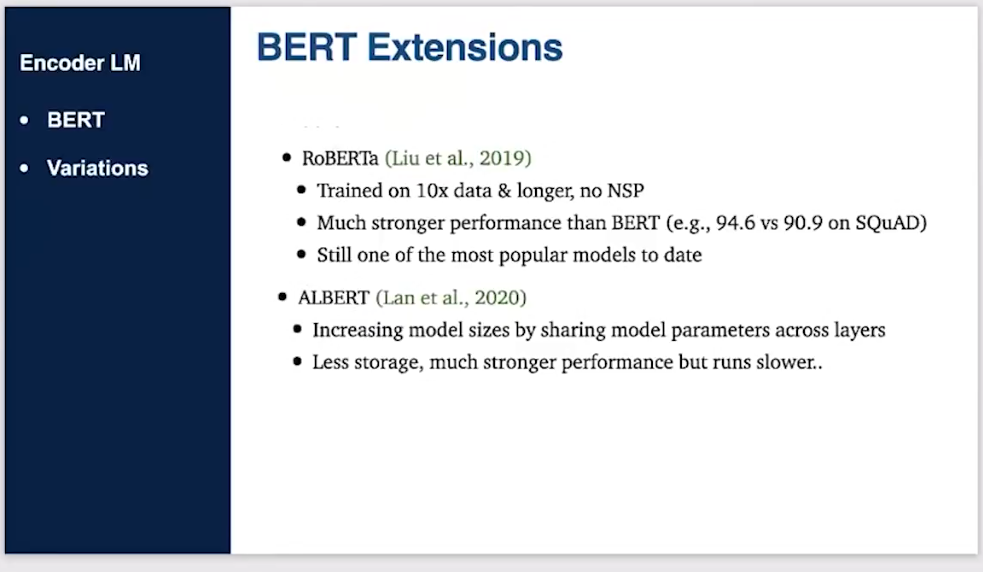 Encoder LM
• BERT
• Variations
BERT Extensions
• RoBERTa (Liu et al., 2019)
• Trained on 10x data & longer, no NSP
• Much stronger performance than BERT (e.g., 94.6 vs 90.9 on SQuAD)
• Still one of the most popular models to date
• ALBERT (Lan et al., 2020)
• Increasing model sizes by sharing model parameters across layers
• Less storage, much stronger performance but runs slower..